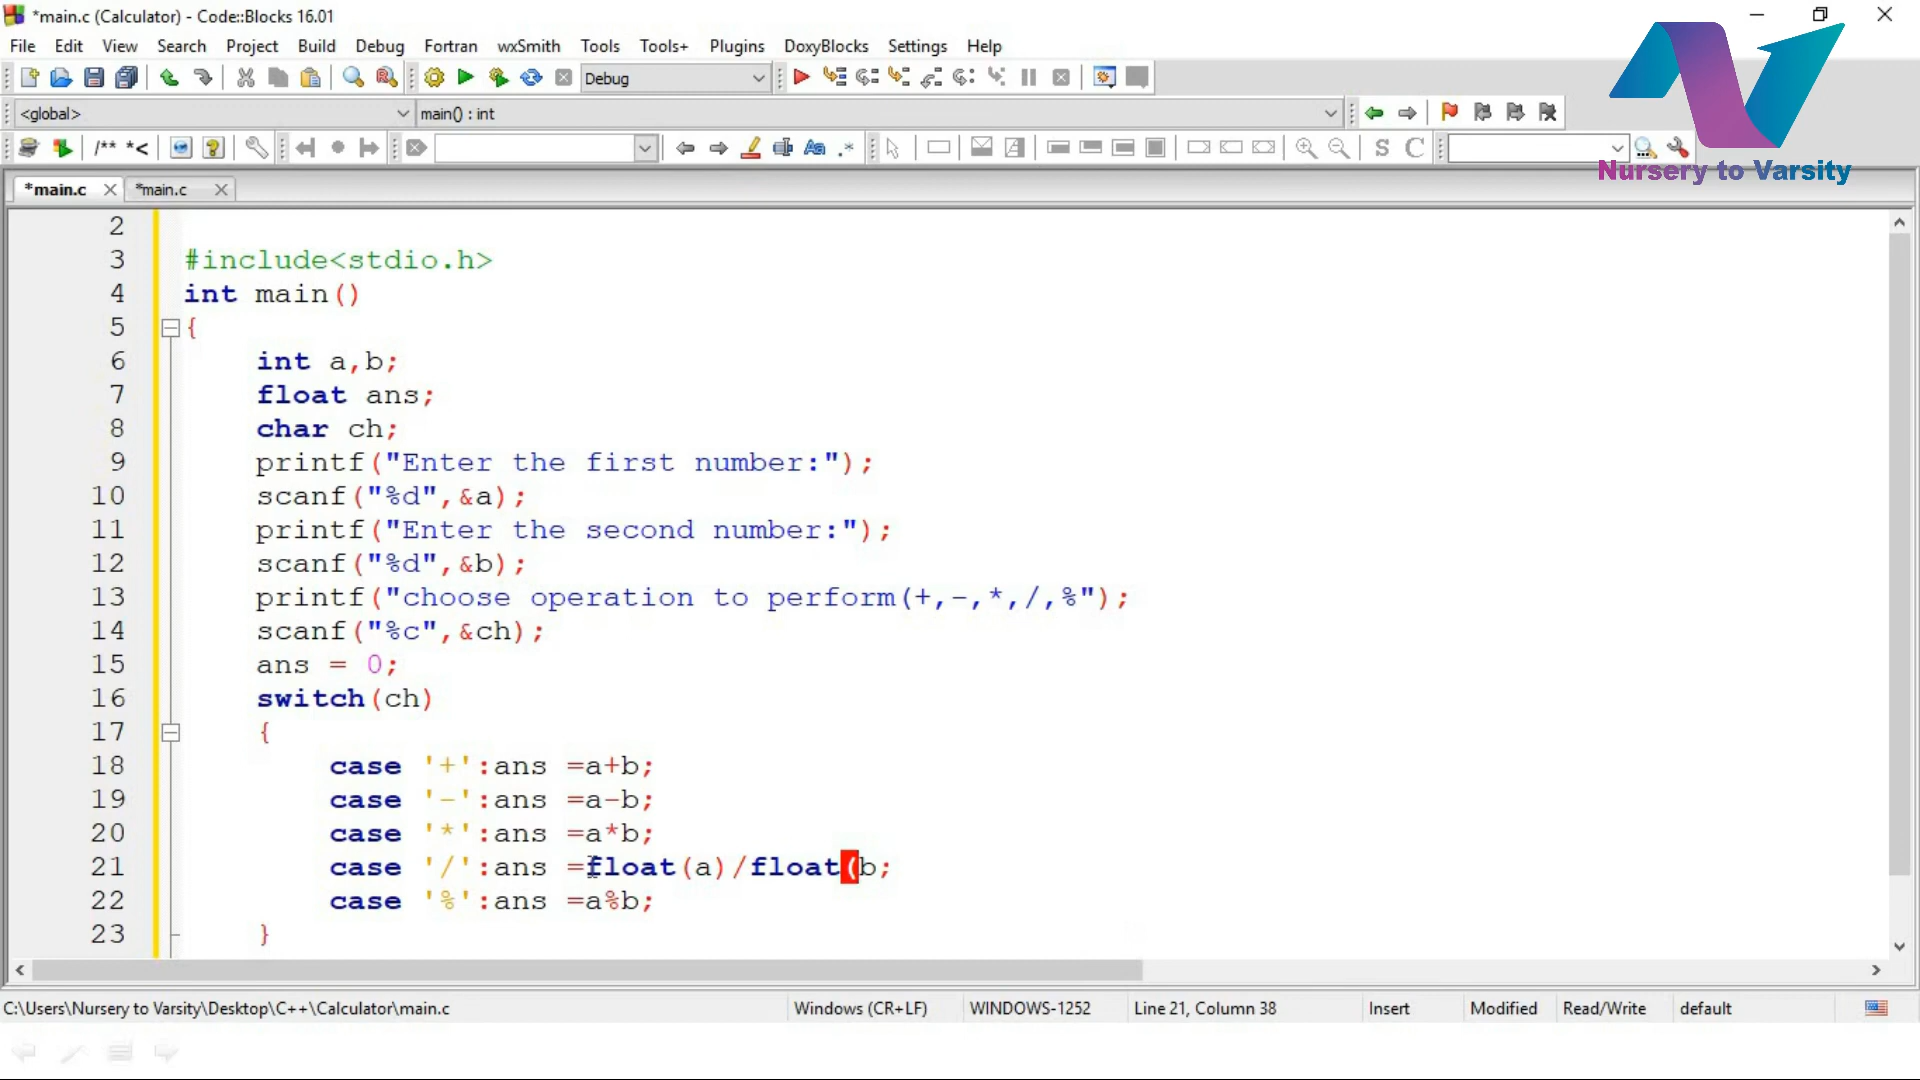 *main.c (Calculator) - Code::Blocks 16.01
File Edit View Search Project Build Debug Fortran wxSmith Tools Tools+ Plugins DoxyBlocks Settings Help
Debug
<global> main() : int
/** *<
S C
Nursery to Varsity
*main.c *main.c
2
3 #include<stdio.h>
4 int main()
5 {
6 int a,b;
7 float ans;
8 char ch;
9 printf("Enter the first number:");
10 scanf("%d",&a);
11 printf("Enter the second number:");
12 scanf("%d",&b);
13 printf("choose operation to perform(+,-,*,/,%");
14 scanf("%c",&ch);
15 ans = 0;
16 switch(ch)
17 {
18 case '+':ans =a+b;
19 case '-':ans =a-b;
20 case '*':ans =a*b;
21 case '/':ans =float(a)/float(b;
22 case '%':ans =a%b;
23 }
C:\Users\Nursery to Varsity\Desktop\C++\Calculator\main.c Windows (CR+LF) WINDOWS-1252 Line 21, Column 38 Insert Modified Read/Write default